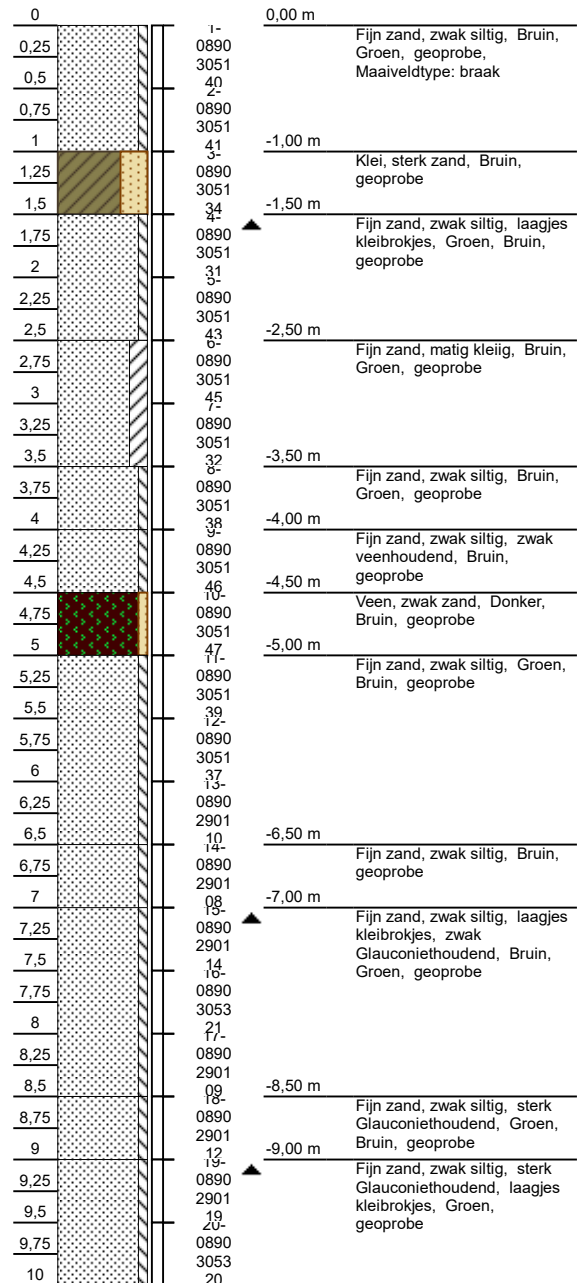 0
0,25
0,5
0,75
1
1,25
1,5
1,75
2
2,25
2,5
2,75
3
3,25
3,5
3,75
4
4,25
4,5
4,75
5
5,25
5,5
5,75
6
6,25
6,5
6,75
7
7,25
7,5
7,75
8
8,25
8,5
8,75
9
9,25
9,5
9,75
10
1-
0890
3051
40
2-
0890
3051
41
3-
0890
3051
34
4-
0890
3051
31
5-
0890
3051
43
6-
0890
3051
45
7-
0890
3051
32
8-
0890
3051
38
9-
0890
3051
46
10-
0890
3051
47
11-
0890
3051
39
12-
0890
3051
37
13-
0890
2901
10
14-
0890
2901
08
15-
0890
2901
14
16-
0890
3053
21
17-
0890
2901
09
18-
0890
2901
12
19-
0890
2901
19
20-
0890
3053
20
0,00 m
Fijn zand, zwak siltig, Bruin,
Groen, geoprobe,
Maaiveldtype: braak
-1,00 m
Klei, sterk zand, Bruin,
geoprobe
-1,50 m
Fijn zand, zwak siltig, laagjes
kleibrokjes, Groen, Bruin,
geoprobe
-2,50 m
Fijn zand, matig kleiig, Bruin,
Groen, geoprobe
-3,50 m
Fijn zand, zwak siltig, Bruin,
Groen, geoprobe
-4,00 m
Fijn zand, zwak siltig, zwak
veenhoudend, Bruin,
geoprobe
-4,50 m
Veen, zwak zand, Donker,
Bruin, geoprobe
-5,00 m
Fijn zand, zwak siltig, Groen,
Bruin, geoprobe
-6,50 m
Fijn zand, zwak siltig, Bruin,
geoprobe
-7,00 m
Fijn zand, zwak siltig, laagjes
kleibrokjes, zwak
Glauconiethoudend, Bruin,
Groen, geoprobe
-8,50 m
Fijn zand, zwak siltig, sterk
Glauconiethoudend, Groen,
Bruin, geoprobe
-9,00 m
Fijn zand, zwak siltig, sterk
Glauconiethoudend, laagjes
kleibrokjes, Groen,
geoprobe